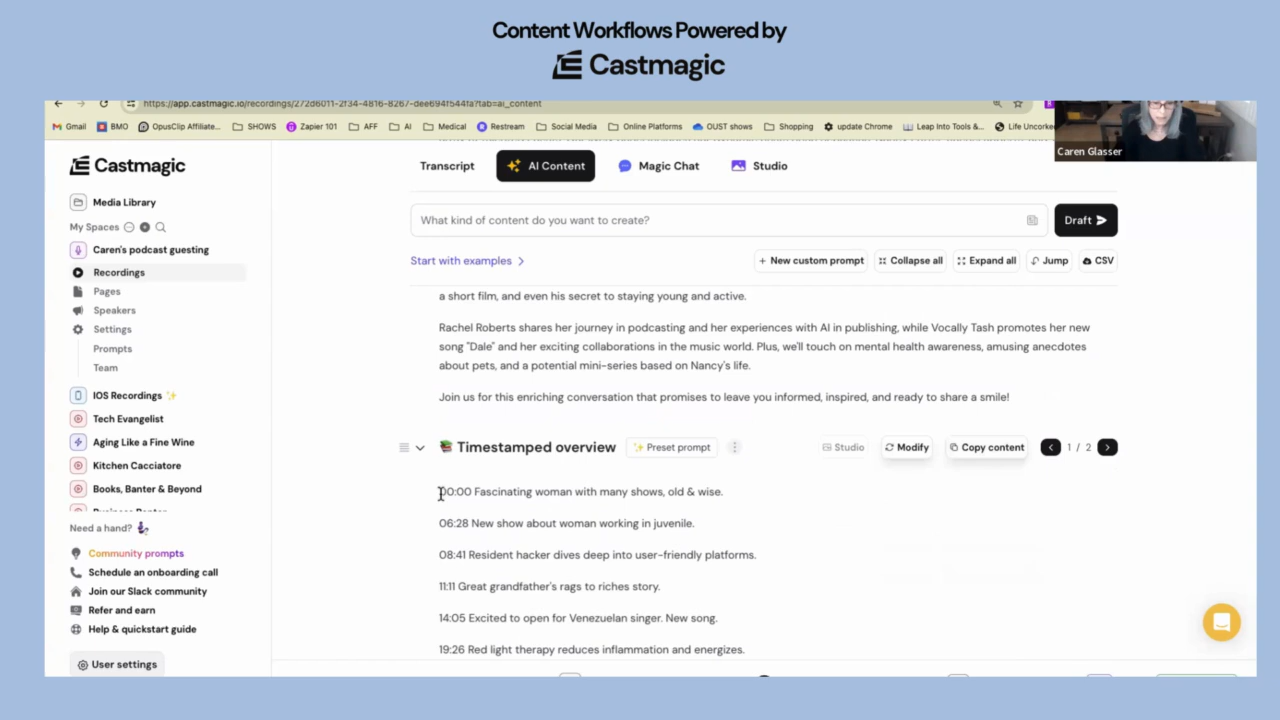 Content Workflows Powered by
Castmagic
https://app.castmagic.io/recordings/272d6011-2f34-4816-8267-dee694f544fa?tab=ai_content
Gmail
BMO
OpusClip Affiliate...
SHOWS
Zapier 101
AFF
AI
Medical
Restream
Social Media
Online Platforms
OUST shows
Shopping
update Chrome
Leap Into Tools &...
Life Uncorke
Caren Glasser
Castmagic
Media Library
My Spaces
Caren's podcast guesting
Recordings
Pages
Speakers
Settings
Prompts
Team
IOS Recordings ✨
Tech Evangelist
Aging Like a Fine Wine
Kitchen Cacciatore
Books, Banter & Beyond
Need a hand?
Community prompts
Schedule an onboarding call
Join our Slack community
Refer and earn
Help & quickstart guide
User settings
Transcript
AI Content
Magic Chat
Studio
What kind of content do you want to create?
Draft
Start with examples
+ New custom prompt
Collapse all
Expand all
Jump
CSV
a short film, and even his secret to staying young and active.
Rachel Roberts shares her journey in podcasting and her experiences with AI in publishing, while Vocally Tash promotes her new
song "Dale" and her exciting collaborations in the music world. Plus, we'll touch on mental health awareness, amusing anecdotes
about pets, and a potential mini-series based on Nancy's life.
Join us for this enriching conversation that promises to leave you informed, inspired, and ready to share a smile!
📚 Timestamped overview
✨ Preset prompt
Studio
Modify
Copy content
1 / 2
00:00 Fascinating woman with many shows, old & wise.
06:28 New show about woman working in juvenile.
08:41 Resident hacker dives deep into user-friendly platforms.
11:11 Great grandfather's rags to riches story.
14:05 Excited to open for Venezuelan singer. New song.
19:26 Red light therapy reduces inflammation and energizes.